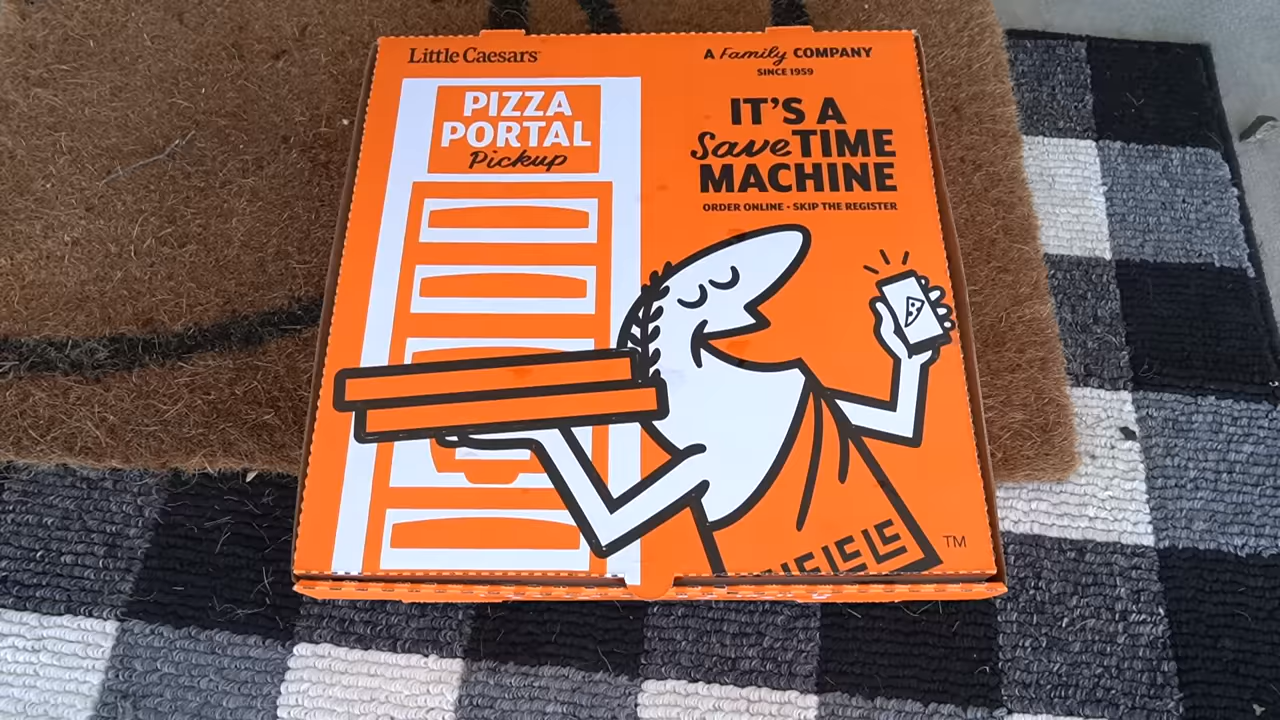 Little Caesars
A Family COMPANY
SINCE 1959
PIZZA
PORTAL
Pickup
IT'S A
Save TIME
MACHINE
ORDER ONLINE - SKIP THE REGISTER
TM